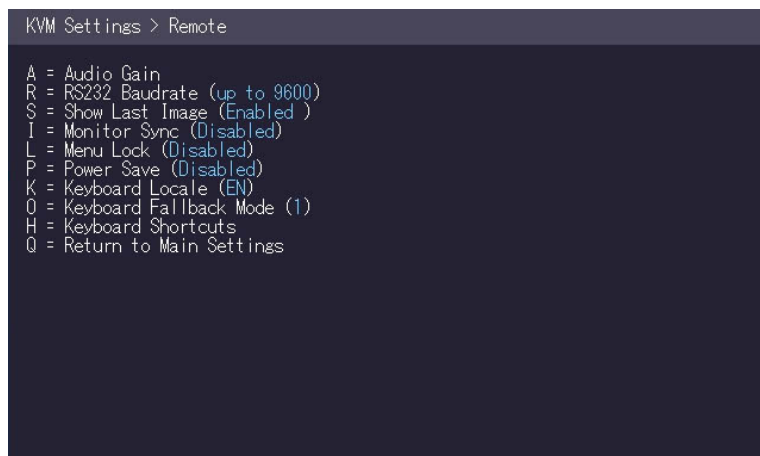 KVM Settings > Remote
A = Audio Gain
R = RS232 Baudrate (up to 9600)
S = Show Last Image (Enabled )
I = Monitor Sync (Disabled)
L = Menu Lock (Disabled)
P = Power Save (Disabled)
K = Keyboard Locale (EN)
O = Keyboard Fallback Mode (1)
H = Keyboard Shortcuts
Q = Return to Main Settings